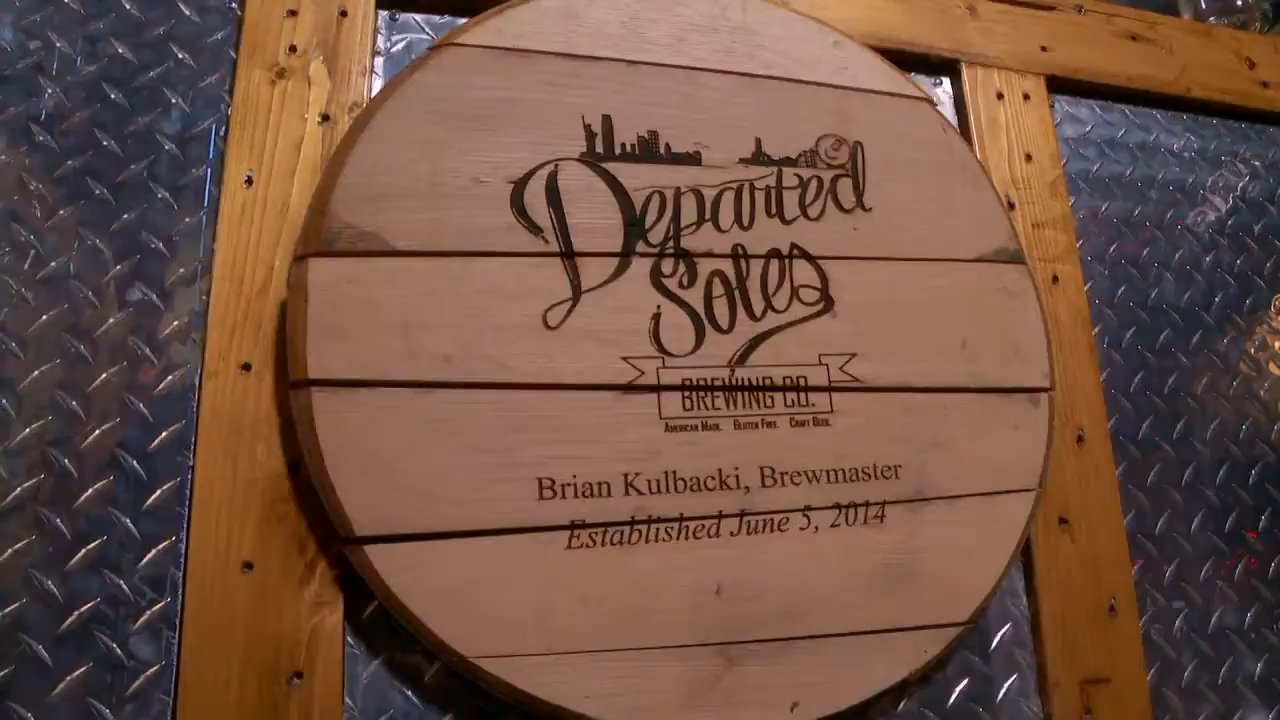 Departed
Soles
BREWING CO.
AMERICAN MADE. GLUTEN FREE. CRAFT BEER.
Brian Kulbacki, Brewmaster
Established June 5, 2014